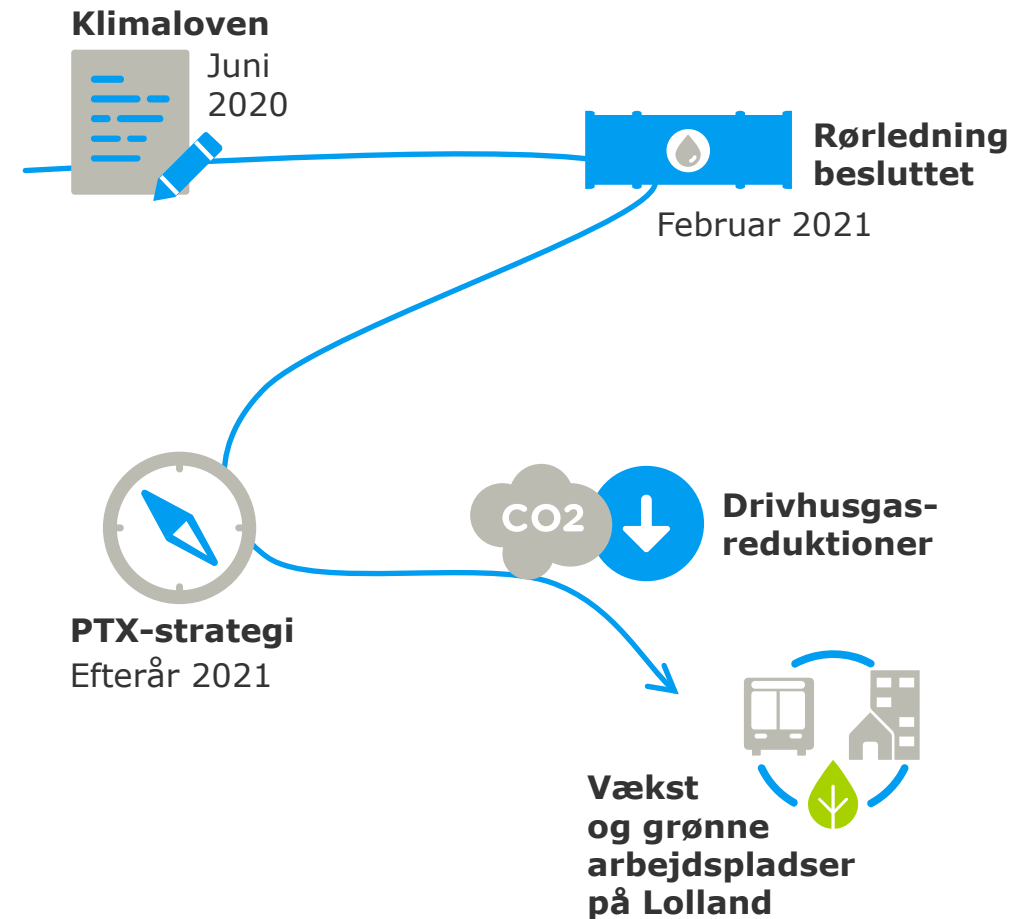 Klimaloven
Juni
2020
Rørledning
besluttet
Februar 2021
PTX-strategi
Efterår 2021
CO2
Drivhusgas-
reduktioner
Vækst
og grønne
arbejdspladser
på Lolland